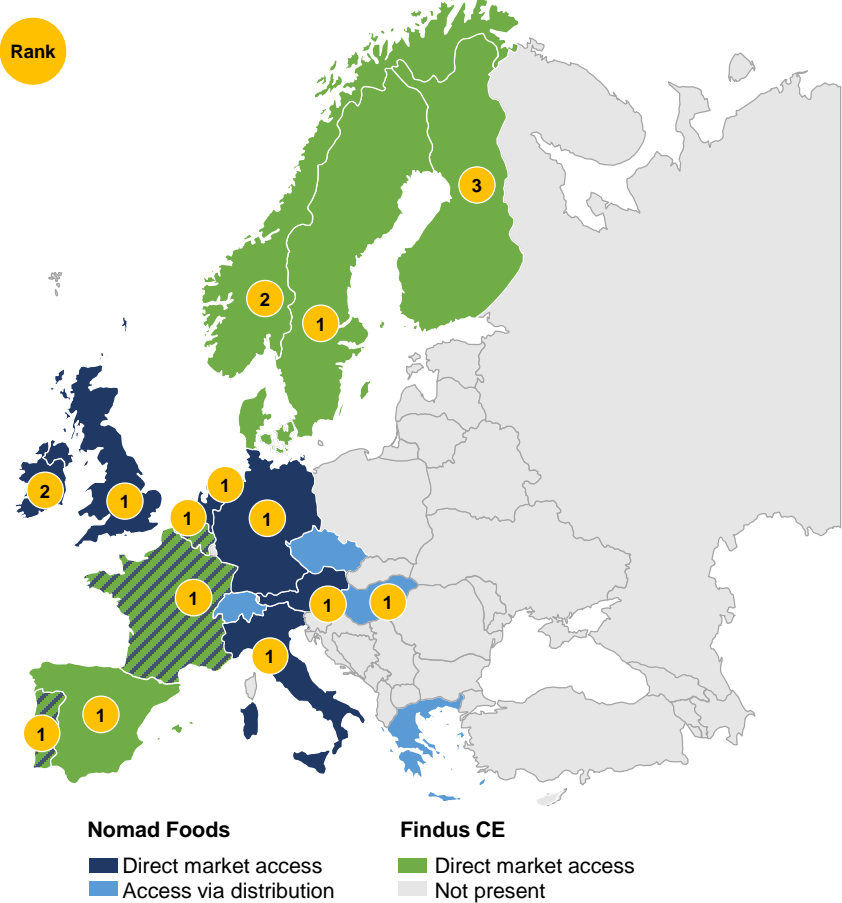 Rank
3
2
1
2
1
1
1
1
1
1
1
1
1
1
Nomad Foods
Findus CE
Direct market access
Direct market access
Access via distribution
Not present